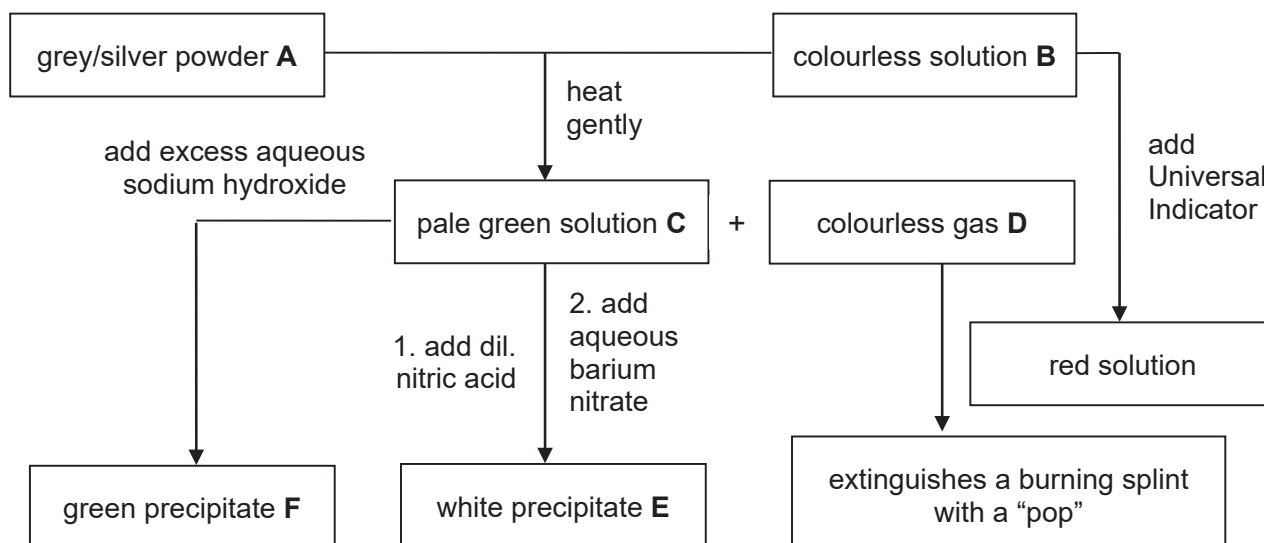 grey/silver powder A
colourless solution B
heat
gently
add excess aqueous
sodium hydroxide
add
Universal
Indicator
pale green solution C
+
colourless gas D
1. add dil.
nitric acid
2. add
aqueous
barium
nitrate
red solution
green precipitate F
white precipitate E
extinguishes a burning splint
with a “pop”